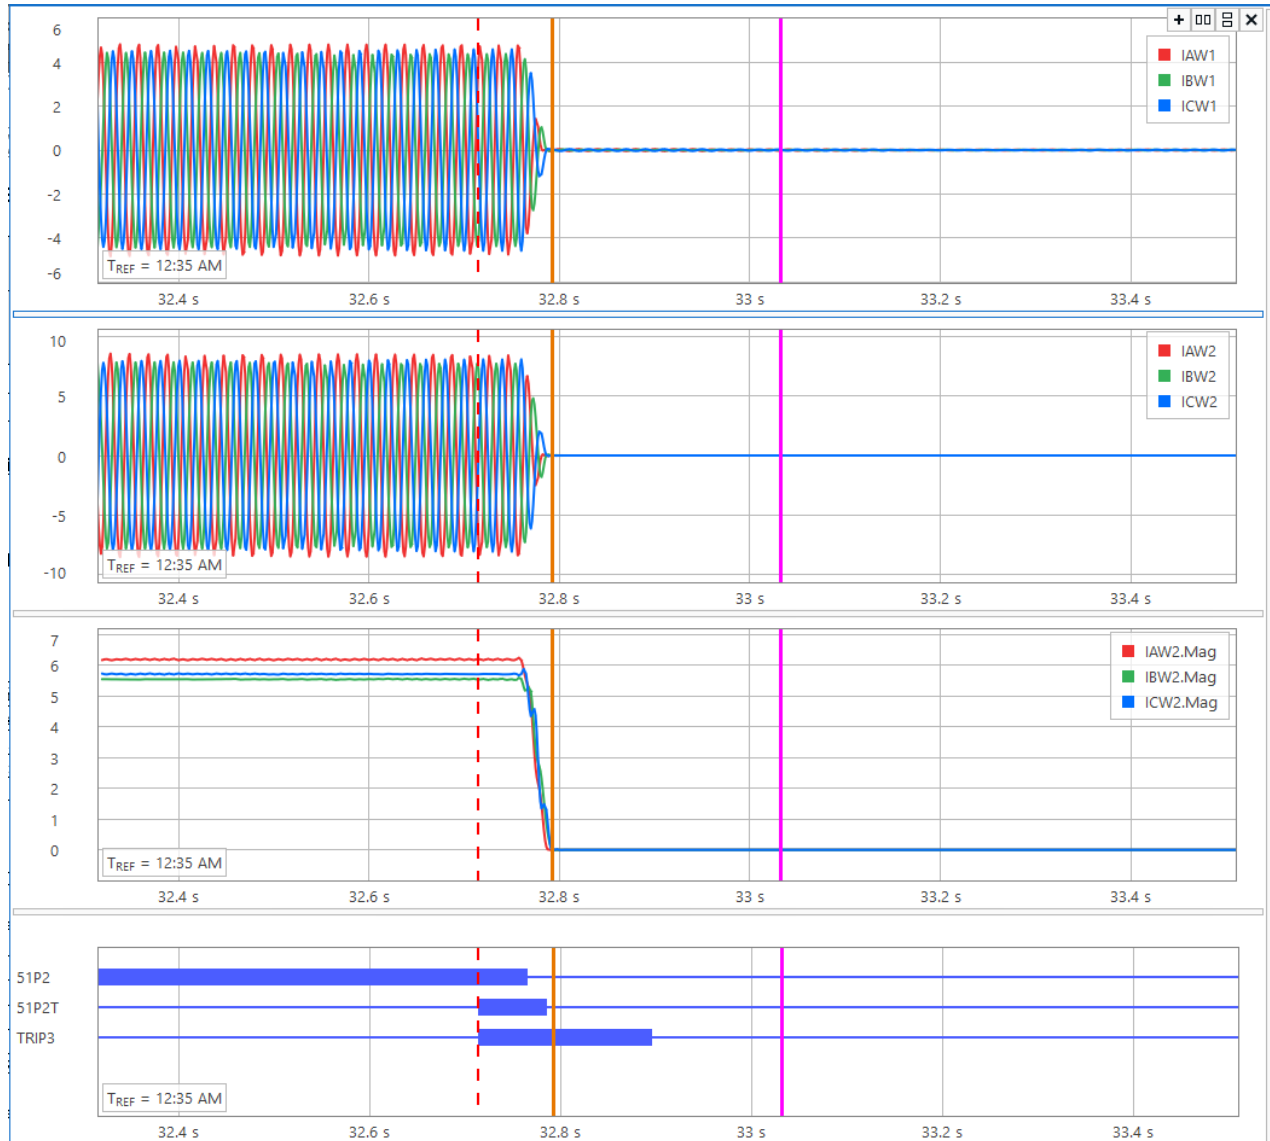 6
4
2
0
-2
-4
-6
IAW1
IBW1
ICW1
TREF = 12:35 AM
32.4 s 32.6 s 32.8 s 33 s 33.2 s 33.4 s
10
5
0
-5
-10
IAW2
IBW2
ICW2
TREF = 12:35 AM
32.4 s 32.6 s 32.8 s 33 s 33.2 s 33.4 s
7
6
5
4
3
2
1
0
IAW2.Mag
IBW2.Mag
ICW2.Mag
TREF = 12:35 AM
32.4 s 32.6 s 32.8 s 33 s 33.2 s 33.4 s
51P2
51P2T
TRIP3
TREF = 12:35 AM
32.4 s 32.6 s 32.8 s 33 s 33.2 s 33.4 s